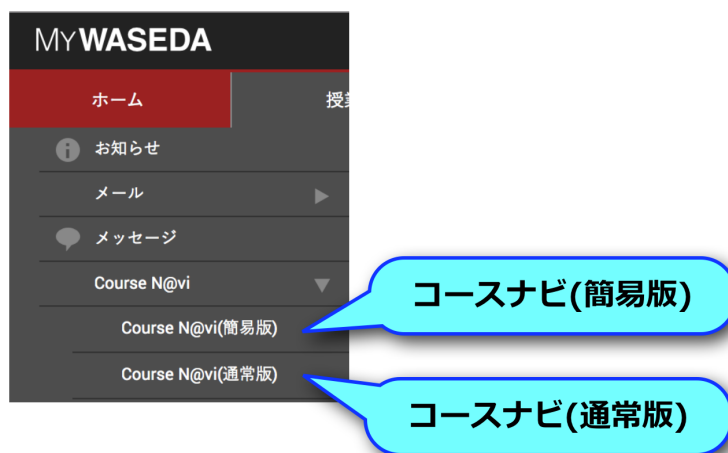 MYWASEDA
ホーム
授
お知らせ
メール
メッセージ
Course N@vi
Course N@vi(簡易版)
Course N@vi(通常版)
コースナビ(簡易版)
コースナビ(通常版)